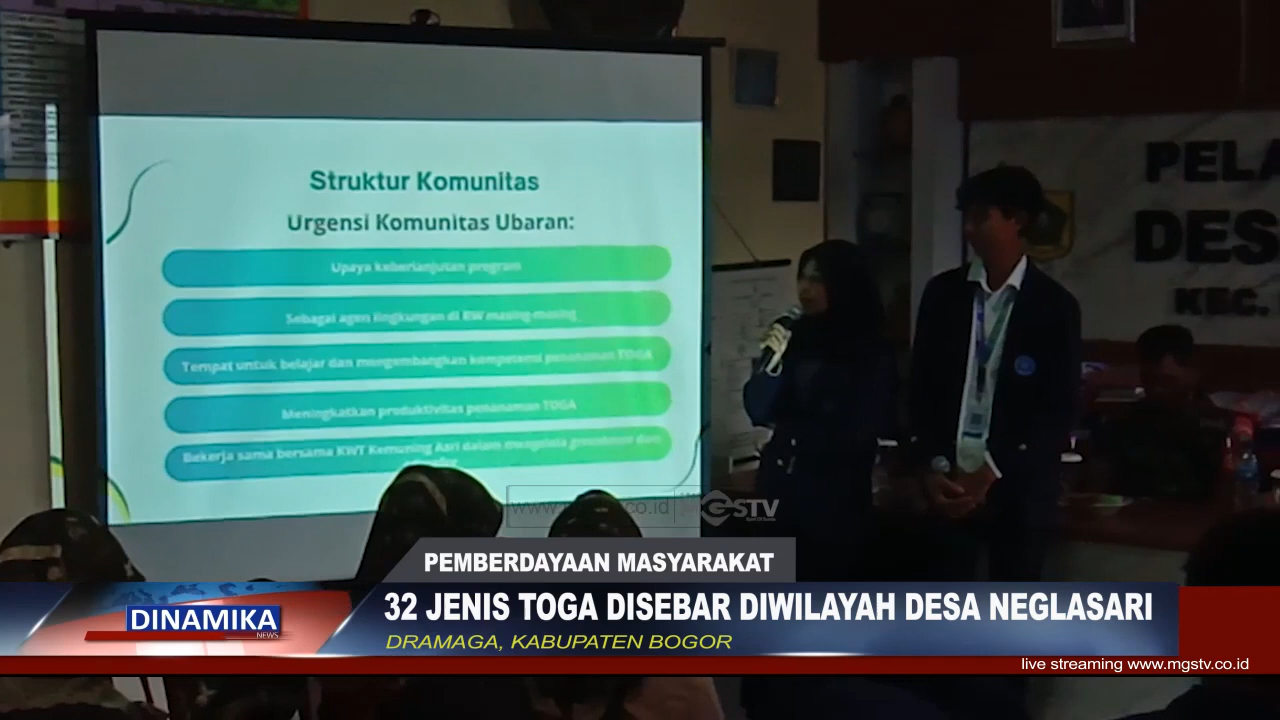 Struktur Komunitas
Urgensi Komunitas Ubaran:
Upaya keberlanjutan program
Sebagai agen lingkungan di RW masing-masing
Tempat untuk belajar dan mengembangkan kompetensi penanaman TOGA
Meningkatkan produktivitas penanaman TOGA
Bekerja sama bersama KWT Kemuning Asri dalam mengelola
PELA
DES
KEC.
GSTV
PEMBERDAYAAN MASYARAKAT
32 JENIS TOGA DISEBAR DIWILAYAH DESA NEGLASARI
DINAMIKA
NEWS
DRAMAGA, KABUPATEN BOGOR
live streaming www.mgstv.co.id